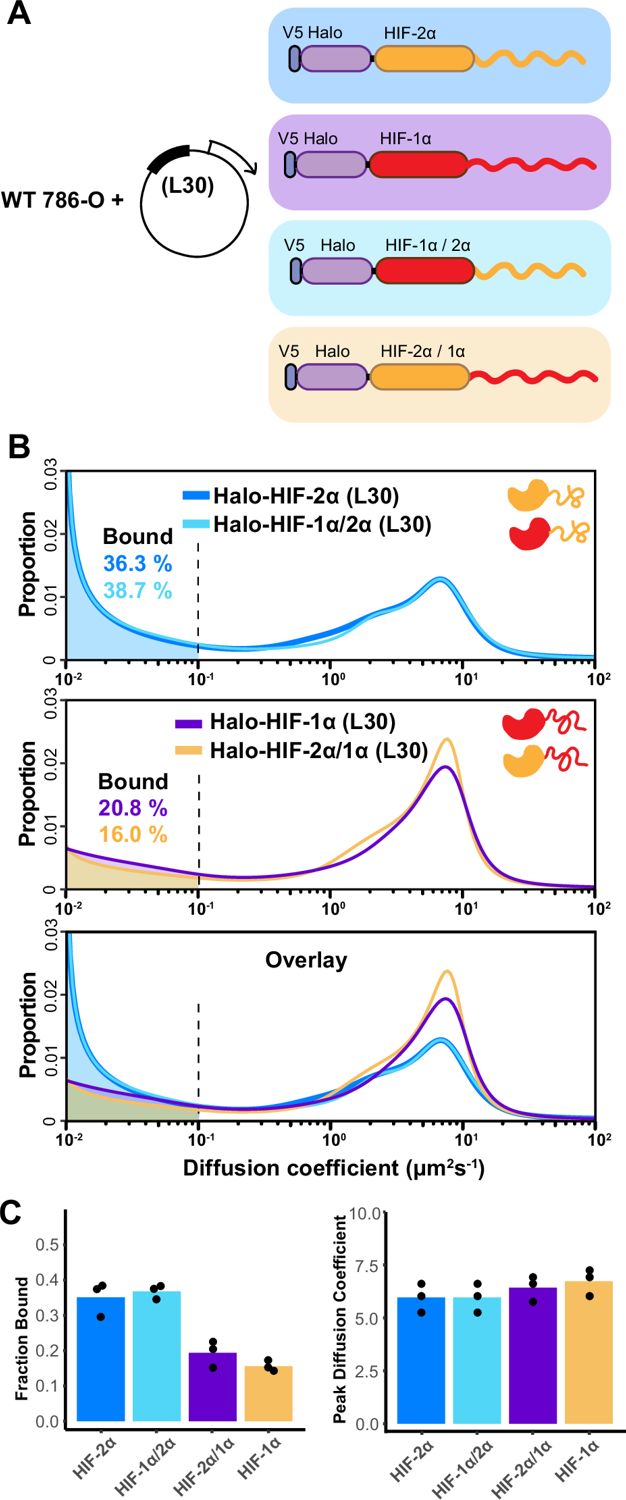 A
V5 Halo HIF-2α
V5 Halo HIF-1α
WT 786-O + (L30)
V5 Halo HIF-1α / 2α
V5 Halo HIF-2α / 1α
B
Proportion
0.03
0.02
0.01
0
Halo-HIF-2α (L30)
Halo-HIF-1α/2α (L30)
Bound
36.3 %
38.7 %
10-2 10-1 100 101 102
Proportion
0.03
0.02
0.01
0
Halo-HIF-1α (L30)
Halo-HIF-2α/1α (L30)
Bound
20.8 %
16.0 %
10-2 10-1 100 101 102
Proportion
0.03
0.02
0.01
0
Overlay
10-2 10-1 100 101 102
Diffusion coefficient (µm2s-1)
C
Fraction Bound
0.5
0.4
0.3
0.2
0.1
0.0
HIF-2α
HIF-1α/2α
HIF-2α/1α
HIF-1α
Peak Diffusion Coefficient
10.0
7.5
5.0
2.5
0.0
HIF-2α
HIF-1α/2α
HIF-2α/1α
HIF-1α